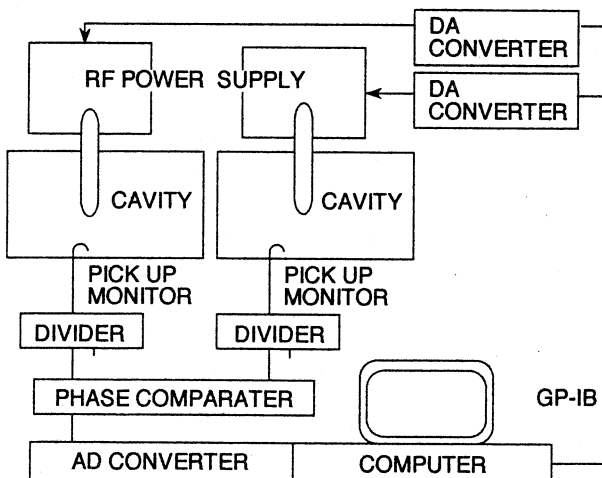 DA
CONVERTER
RF POWER SUPPLY
DA
CONVERTER
CAVITY
CAVITY
PICK UP
MONITOR
PICK UP
MONITOR
DIVIDER
DIVIDER
PHASE COMPARATER
GP-IB
AD CONVERTER
COMPUTER